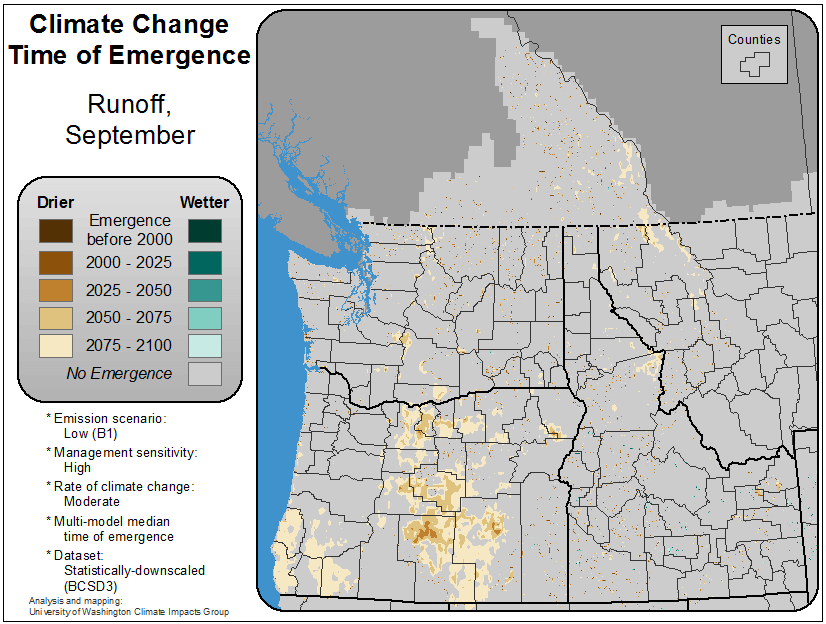 Climate Change
Time of Emergence
Runoff,
September
Drier
Wetter
Emergence
before 2000
2000 - 2025
2025 - 2050
2050 - 2075
2075 - 2100
No Emergence
* Emission scenario:
Low (B1)
* Management sensitivity:
High
* Rate of climate change:
Moderate
* Multi-model median
time of emergence
* Dataset:
Statistically-downscaled
(BCSD3)
Analysis and mapping:
University of Washington Climate Impacts Group
Counties